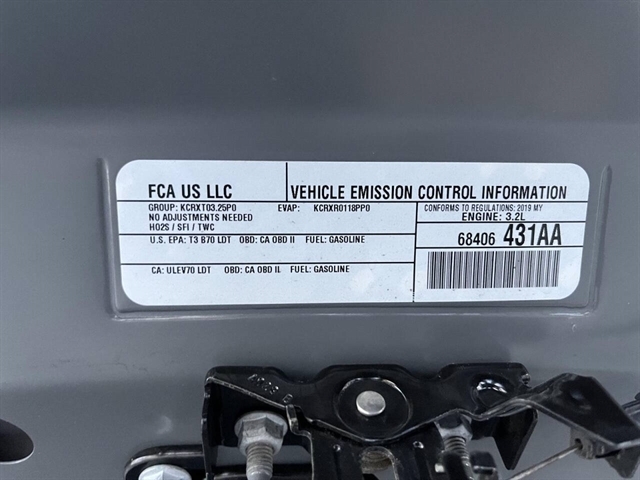 FCA US LLC
VEHICLE EMISSION CONTROL INFORMATION
GROUP: KCRXT03.25P0 EVAP: KCRXR0118PP0
NO ADJUSTMENTS NEEDED
HO2S / SFI / TWC
CONFORMS TO REGULATIONS: 2019 MY
ENGINE: 3.2L
U.S. EPA: T3 B70 LDT OBD: CA OBD II FUEL: GASOLINE
68406 431AA
CA: ULEV70 LDT OBD: CA OBD II FUEL: GASOLINE